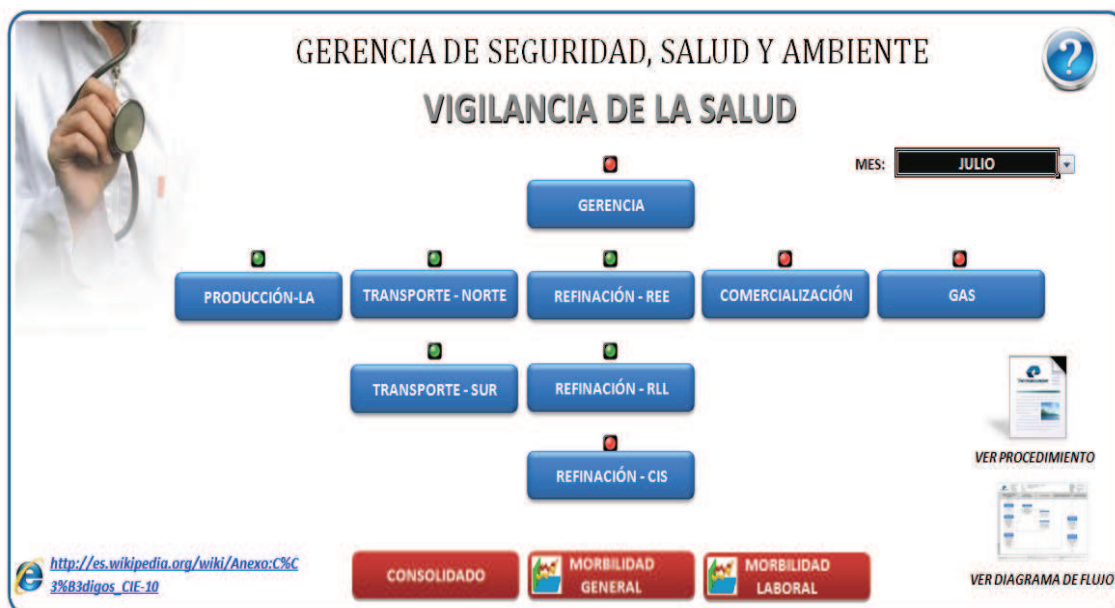 GERENCIA DE SEGURIDAD, SALUD Y AMBIENTE
?
VIGILANCIA DE LA SALUD
MES:
JULIO
GERENCIA
PRODUCCIÓN-LA
TRANSPORTE - NORTE
REFINACIÓN - REE
COMERCIALIZACIÓN
GAS
TRANSPORTE - SUR
REFINACIÓN - RLL
REFINACIÓN - CIS
VER PROCEDIMIENTO
http://es.wikipedia.org/wiki/Anexo:C%C
3%B3digos_CIE-10
CONSOLIDADO
MORBILIDAD
GENERAL
MORBILIDAD
LABORAL
VER DIAGRAMA DE FLUJO